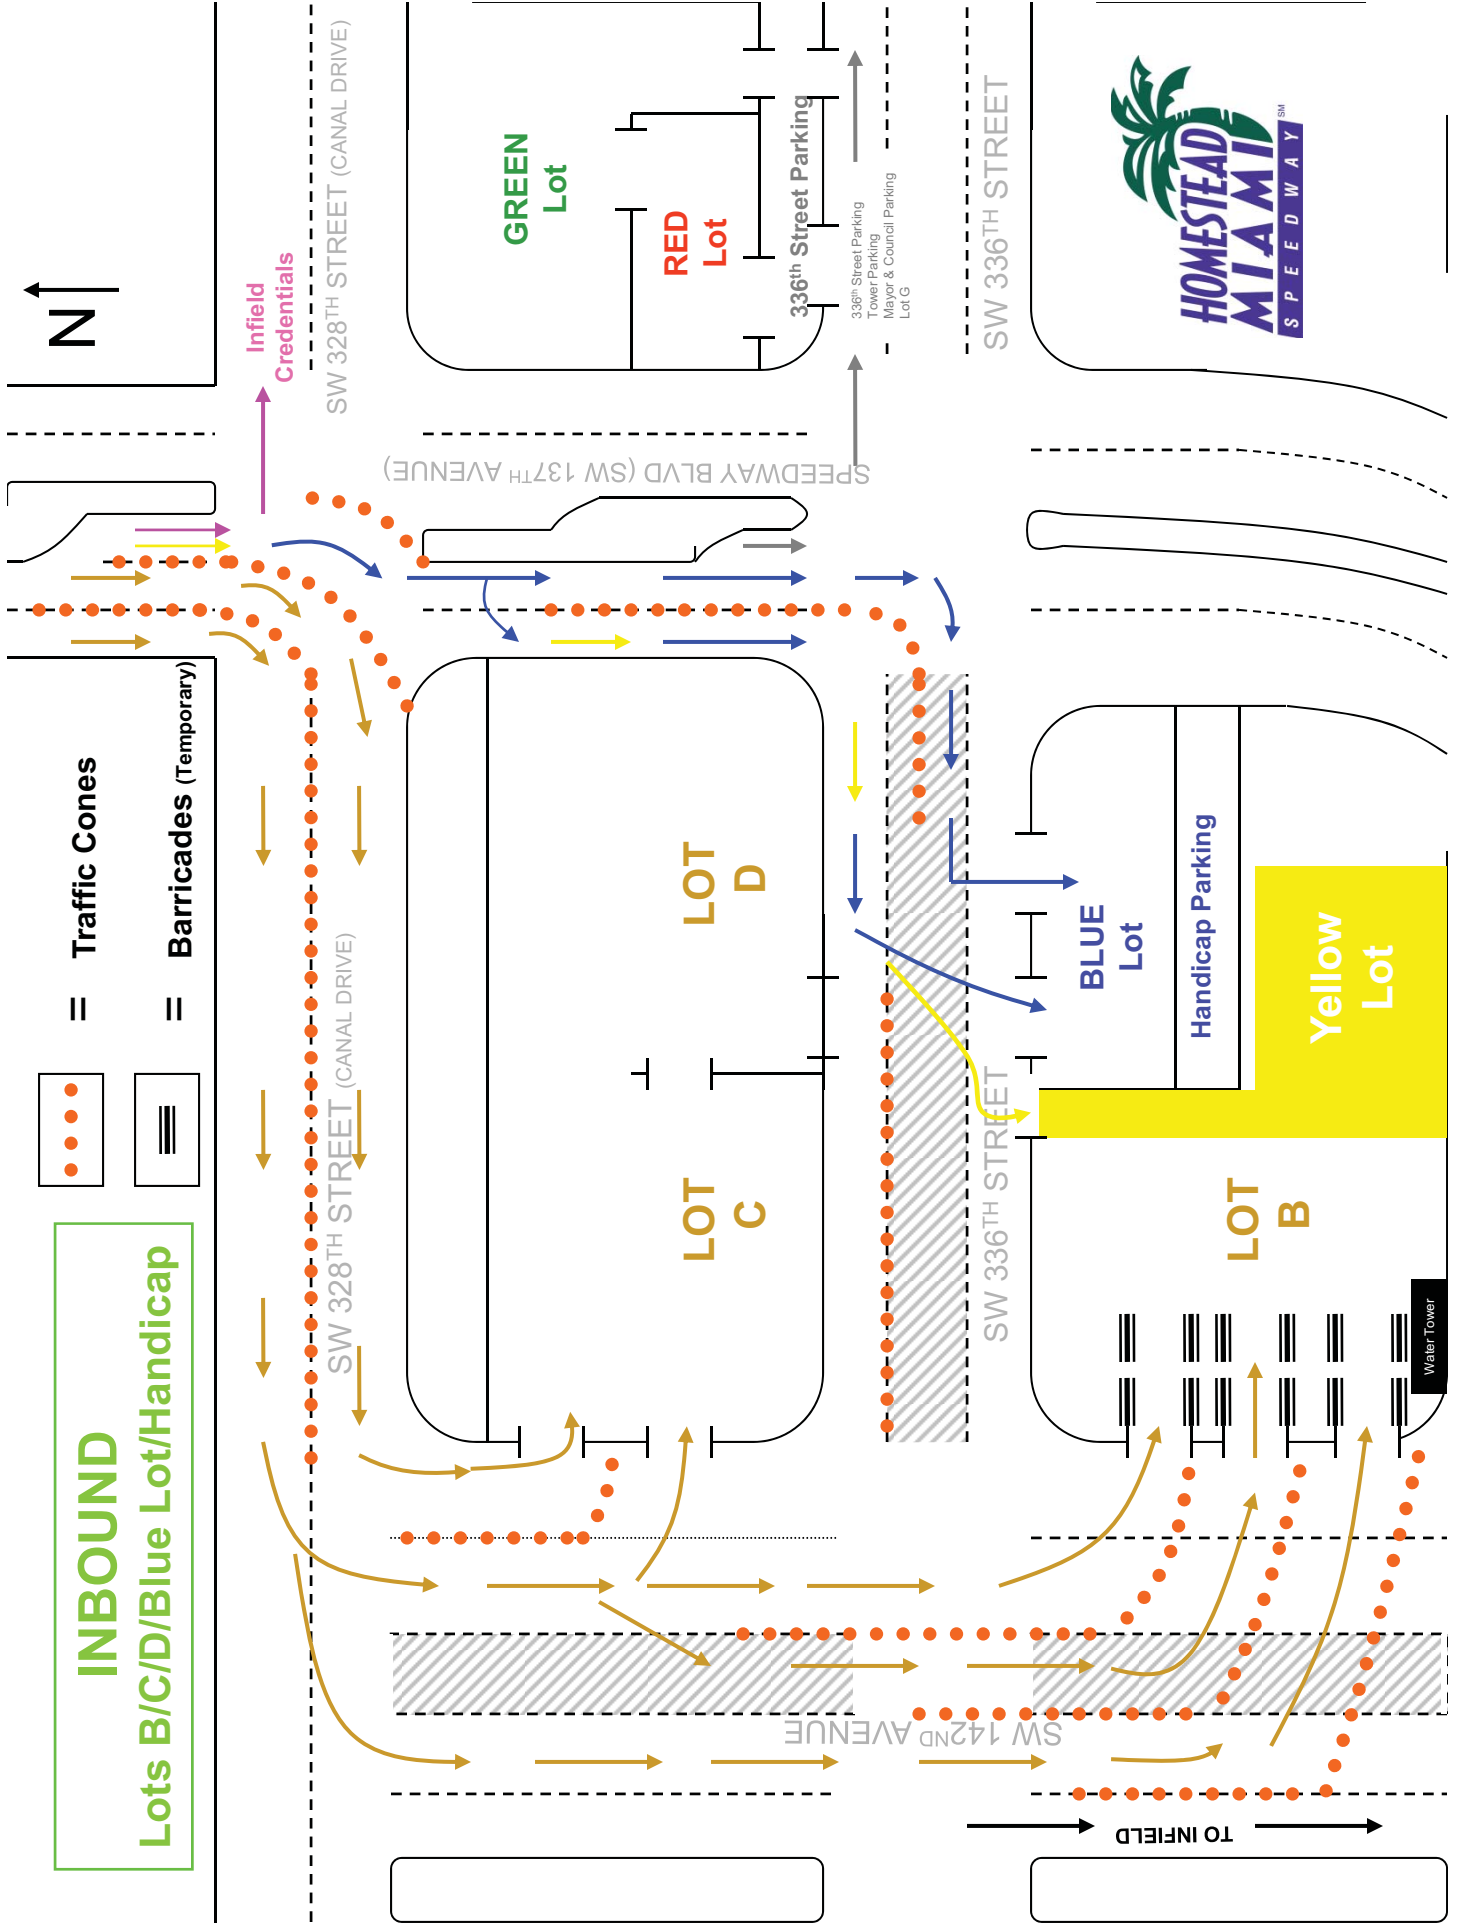 INBOUND
Lots B/C/D/Blue Lot/Handicap
= Traffic Cones
= Barricades (Temporary)
N
Infield
Credentials
SW 328TH STREET (CANAL DRIVE)
SW 328TH STREET (CANAL DRIVE)
GREEN
Lot
RED
Lot
336th Street Parking
336th Street Parking
Tower Parking
Mayor & Council Parking
Lot G
SPEEDWAY BLVD (SW 137TH AVENUE)
LOT
C
LOT
D
SW 336TH STREET
SW 336TH STREET
HOMESTEAD
MIAMI
SPEEDWAY
SM
BLUE
Lot
Handicap Parking
Yellow
Lot
LOT
B
Water Tower
SW 142ND AVENUE
TO INFIELD